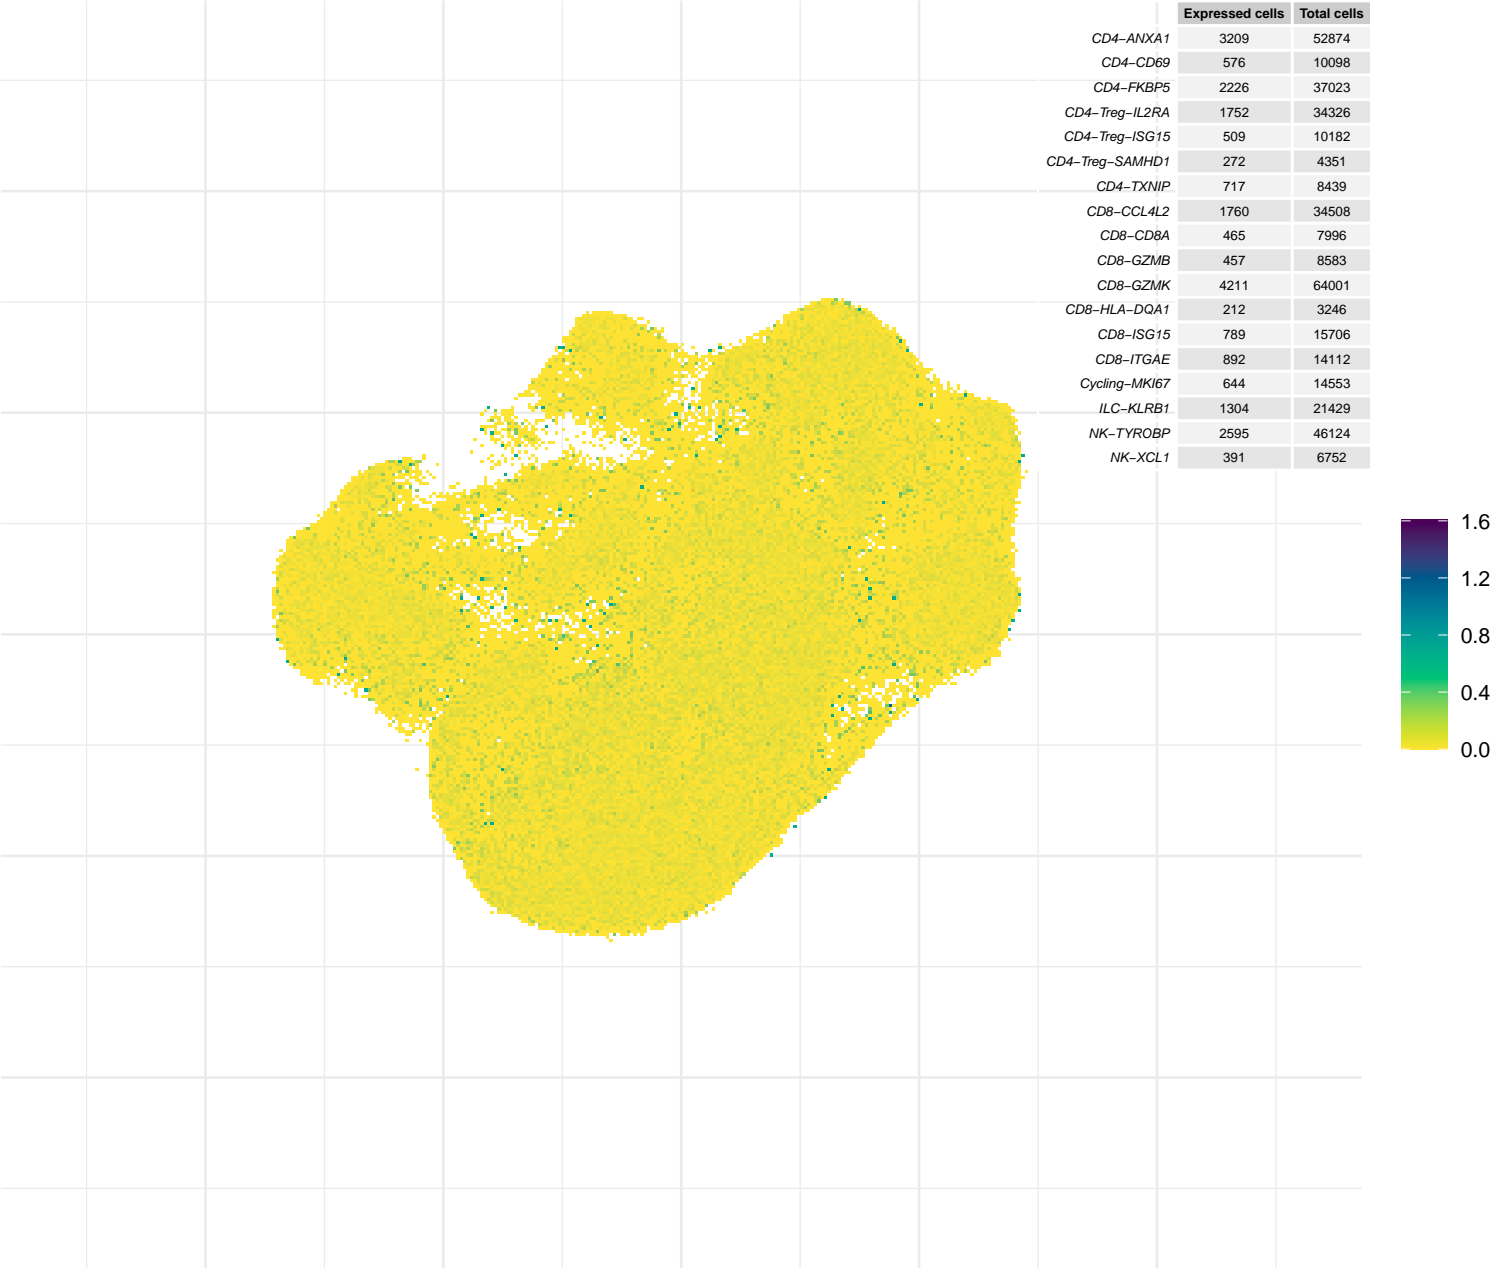 Expressed cells Total cells
CD4−ANXA1 3209 52874
CD4−CD69 576 10098
CD4−FKBP5 2226 37023
CD4−Treg−IL2RA 1752 34326
CD4−Treg−ISG15 509 10182
CD4−Treg−SAMHD1 272 4351
CD4−TXNIP 717 8439
CD8−CCL4L2 1760 34508
CD8−CD8A 465 7996
CD8−GZMB 457 8583
CD8−GZMK 4211 64001
CD8−HLA−DQA1 212 3246
CD8−ISG15 789 15706
CD8−ITGAE 892 14112
Cycling−MKI67 644 14553
ILC−KLRB1 1304 21429
NK−TYROBP 2595 46124
NK−XCL1 391 6752
1.6
1.2
0.8
0.4
0.0